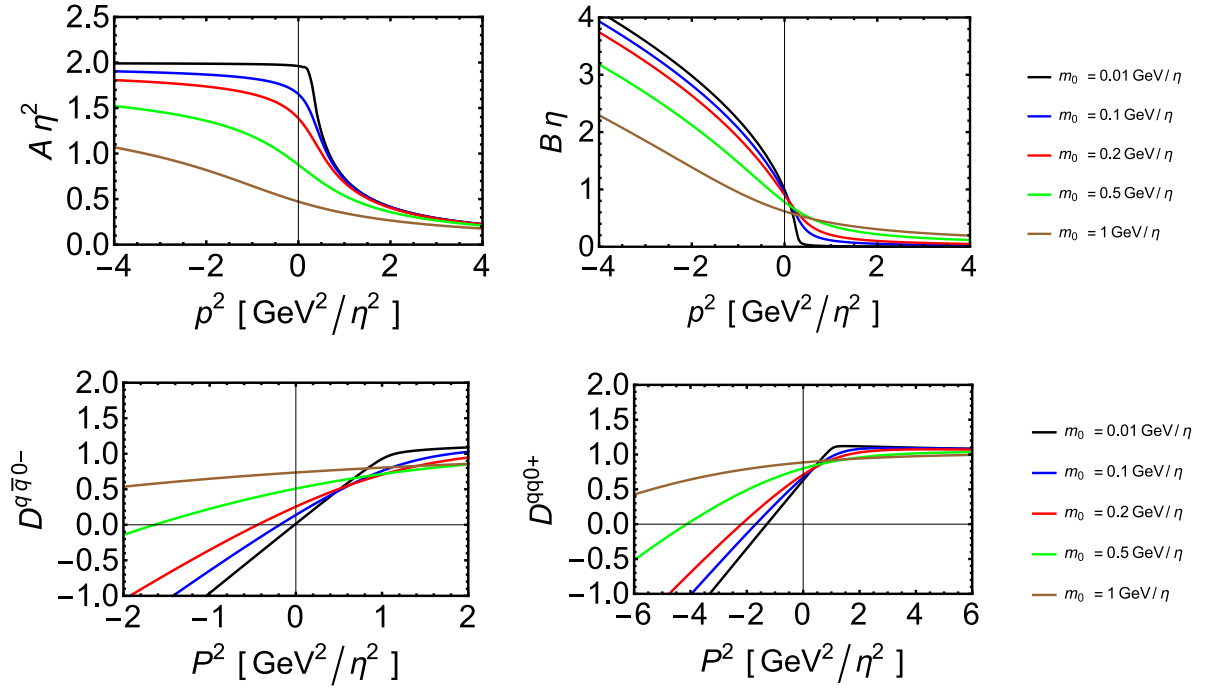 2.5
2.0
1.5
1.0
0.5
0.0
A η²
−4 −2 0 2 4
p² [ GeV²/η² ]
4
3
2
1
0
B η
−4 −2 0 2 4
p² [ GeV²/η² ]
m₀ = 0.01 GeV/ η
m₀ = 0.1 GeV/ η
m₀ = 0.2 GeV/ η
m₀ = 0.5 GeV/ η
m₀ = 1 GeV/ η
2.0
1.5
1.0
0.5
0.0
−0.5
−1.0
D^{qq̄0−}
−2 −1 0 1 2
P² [ GeV²/η² ]
2.0
1.5
1.0
0.5
0.0
−0.5
−1.0
D^{qq0+}
−6 −4 −2 0 2 4 6
P² [ GeV²/η² ]
m₀ = 0.01 GeV/ η
m₀ = 0.1 GeV/ η
m₀ = 0.2 GeV/ η
m₀ = 0.5 GeV/ η
m₀ = 1 GeV/ η